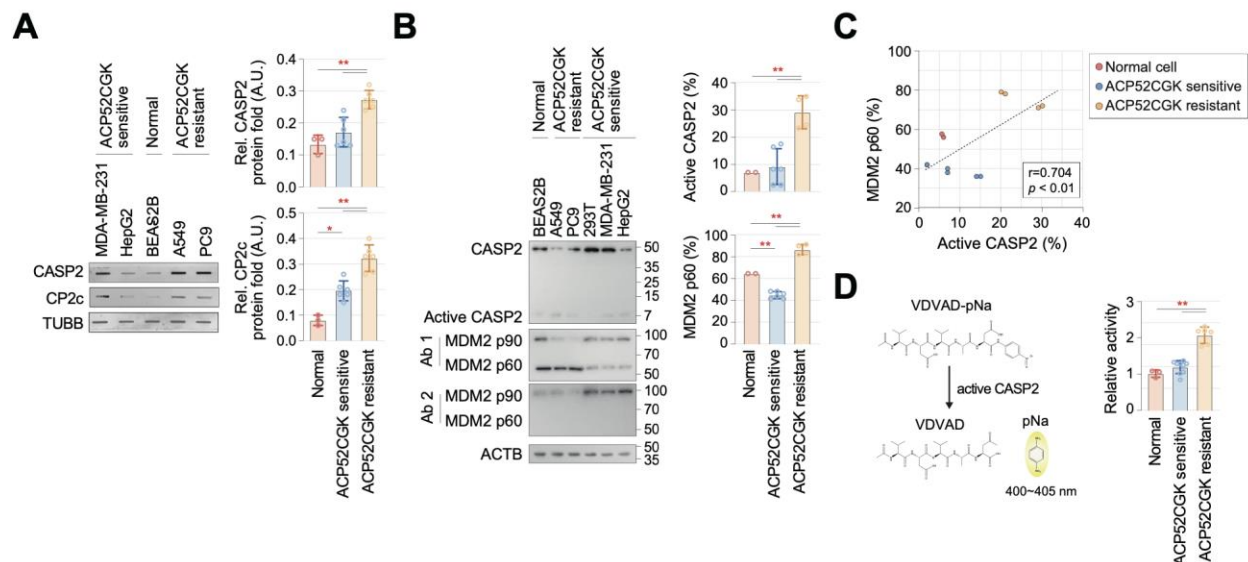 A
ACP52CGK sensitive
Normal
ACP52CGK resistant
MDA-MB-231
HepG2
BEAS2B
A549
PC9
CASP2
CP2c
TUBB
Rel. CASP2 protein fold (A.U.)
0.4
0.3
0.2
0.1
0.0
**
Rel. CP2c protein fold (A.U.)
0.5
0.4
0.3
0.2
0.1
0.0
**
*
Normal
ACP52CGK sensitive
ACP52CGK resistant
B
Normal
ACP52CGK resistant
ACP52CGK sensitive
BEAS2B
A549
PC9
293T
MDA-MB-231
HepG2
CASP2
50
35
25
15
Active CASP2
7
Ab 1
MDM2 p90
100
70
MDM2 p60
50
Ab 2
MDM2 p90
100
70
MDM2 p60
50
ACTB
50
35
Active CASP2 (%)
40
30
20
10
0
**
MDM2 p60 (%)
100
80
60
40
20
0
**
**
Normal
ACP52CGK sensitive
ACP52CGK resistant
C
MDM2 p60 (%)
100
80
60
40
20
0
10
20
30
40
Active CASP2 (%)
r=0.704
p < 0.01
Normal cell
ACP52CGK sensitive
ACP52CGK resistant
D
VDVAD-pNa
active CASP2
VDVAD
pNa
400~405 nm
Relative activity
3
2
1
0
**
Normal
ACP52CGK sensitive
ACP52CGK resistant